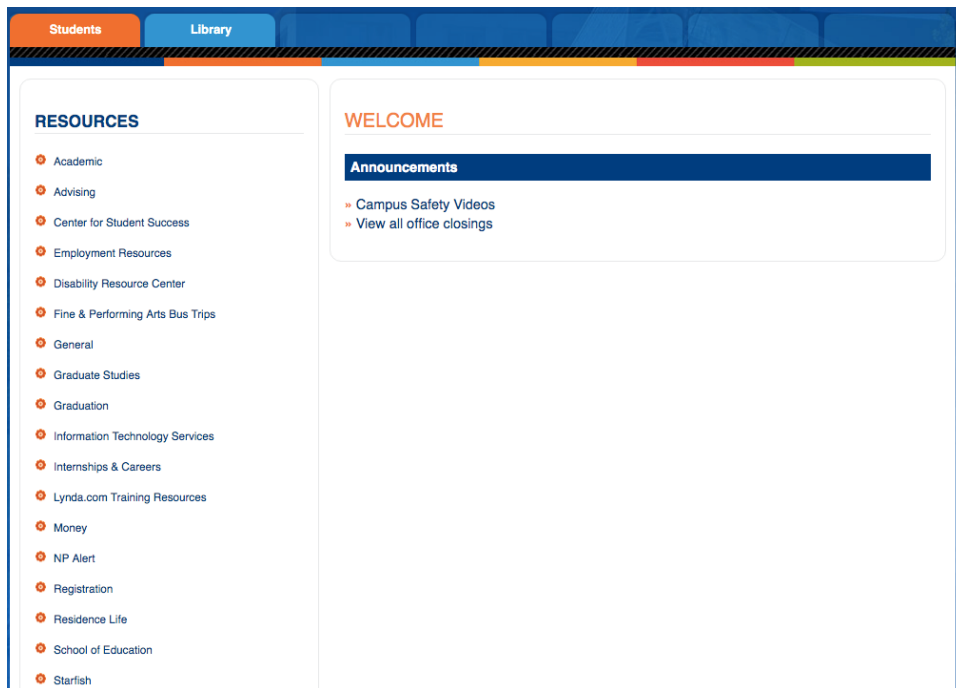 Students
Library
RESOURCES
Academic
Advising
Center for Student Success
Employment Resources
Disability Resource Center
Fine & Performing Arts Bus Trips
General
Graduate Studies
Graduation
Information Technology Services
Internships & Careers
Lynda.com Training Resources
Money
NP Alert
Registration
Residence Life
School of Education
Starfish
WELCOME
Announcements
» Campus Safety Videos
» View all office closings